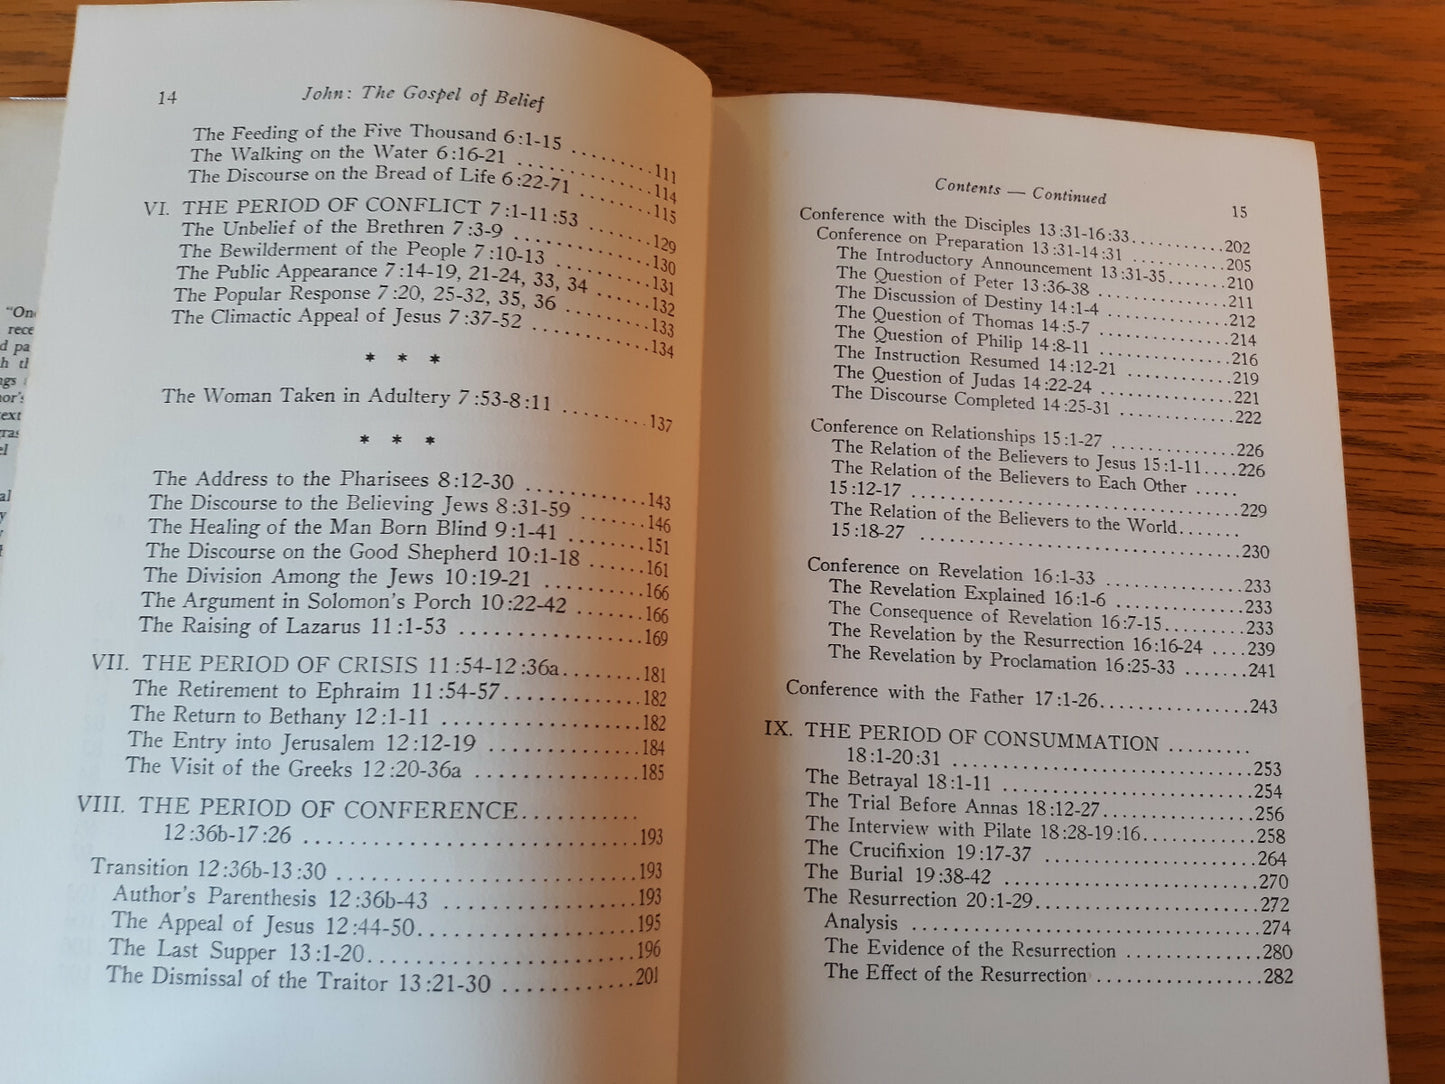 "On
rece
d pa
h th
ngs
nor's
text
gras
el
al
y
14 John: The Gospel of Belief
The Feeding of the Five Thousand 6:1-15 ........111
The Walking on the Water 6:16-21 .............114
The Discourse on the Bread of Life 6:22-71 .......115
VI. THE PERIOD OF CONFLICT 7:1-11:53 ......129
The Unbelief of the Brethren 7:3-9 .............130
The Bewilderment of the People 7:10-13 .........131
The Public Appearance 7:14-19, 21-24, 33, 34 ......132
The Popular Response 7:20, 25-32, 35, 36 ........133
The Climactic Appeal of Jesus 7:37-52 ..........134
* * *
The Woman Taken in Adultery 7:53-8:11 ........137
* * *
The Address to the Pharisees 8:12-30 ...........143
The Discourse to the Believing Jews 8:31-59 ......146
The Healing of the Man Born Blind 9:1-41 .......151
The Discourse on the Good Shepherd 10:1-18 ......161
The Division Among the Jews 10:19-21 .........166
The Argument in Solomon's Porch 10:22-42 .......166
The Raising of Lazarus 11:1-53 ................169
VII. THE PERIOD OF CRISIS 11:54-12:36a........181
The Retirement to Ephraim 11:54-57.............182
The Return to Bethany 12:1-11 .................182
The Entry into Jerusalem 12:12-19 .............184
The Visit of the Greeks 12:20-36a ..............185
VIII. THE PERIOD OF CONFERENCE............
12:36b-17:26 .............................193
Transition 12:36b-13:30 ..........................193
Author's Parenthesis 12:36b-43 .................193
The Appeal of Jesus 12:44-50...................195
The Last Supper 13:1-20.......................196
The Dismissal of the Traitor 13:21-30 ............201
Contents — Continued 15
Conference with the Disciples 13:31-16:33..........202
Conference on Preparation 13:31-14:31 ..........205
The Introductory Announcement 13:31-35.......210
The Question of Peter 13:36-38 ..............211
The Discussion of Destiny 14:1-4 .............212
The Question of Thomas 14:5-7 ..............214
The Question of Philip 14:8-11 ..............216
The Instruction Resumed 14:12-21 ...........219
The Question of Judas 14:22-24 .............221
The Discourse Completed 14:25-31 ...........222
Conference on Relationships 15:1-27 ............226
The Relation of the Believers to Jesus 15:1-11....226
The Relation of the Believers to Each Other .....
15:12-17 ................................229
The Relation of the Believers to the World.......
15:18-27 ...............................230
Conference on Revelation 16:1-33 .............233
The Revelation Explained 16:1-6 .............233
The Consequence of Revelation 16:7-15........233
The Revelation by the Resurrection 16:16-24 ....239
The Revelation by Proclamation 16:25-33 ......241
Conference with the Father 17:1-26...............243
IX. THE PERIOD OF CONSUMMATION .........
18:1-20:31 ..............................253
The Betrayal 18:1-11 .........................254
The Trial Before Annas 18:12-27...............256
The Interview with Pilate 18:28-19:16...........258
The Crucifixion 19:17-37 .....................264
The Burial 19:38-42 .........................270
The Resurrection 20:1-29......................272
Analysis ..................................274
The Evidence of the Resurrection .............280
The Effect of the Resurrection ................282